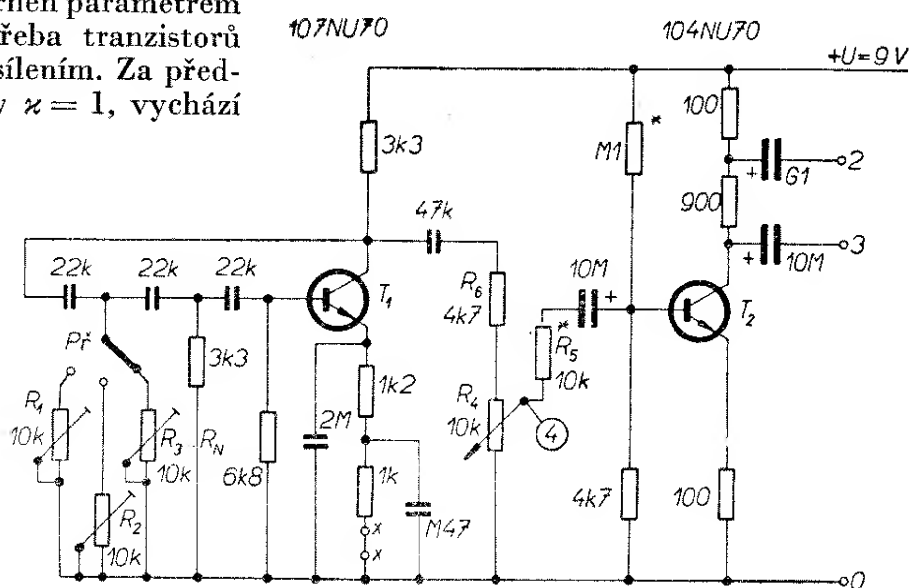 rnen parametrem
řeba tranzistorů
sílením. Za před-
ϰ = 1, vychází
107NU70
104NU70
+U=9V
3k3
M1
*
100
+
G1
2
900
47k
+
10M
3
22k
22k
22k
T1
R6
4k7
10M
+
T2
Př
3k3
1k2
*
R5
10k
R1
10k
R3
10k
RN
6k8
2M
R4
10k
4
1k
M47
4k7
100
R2
10k
x
x
0